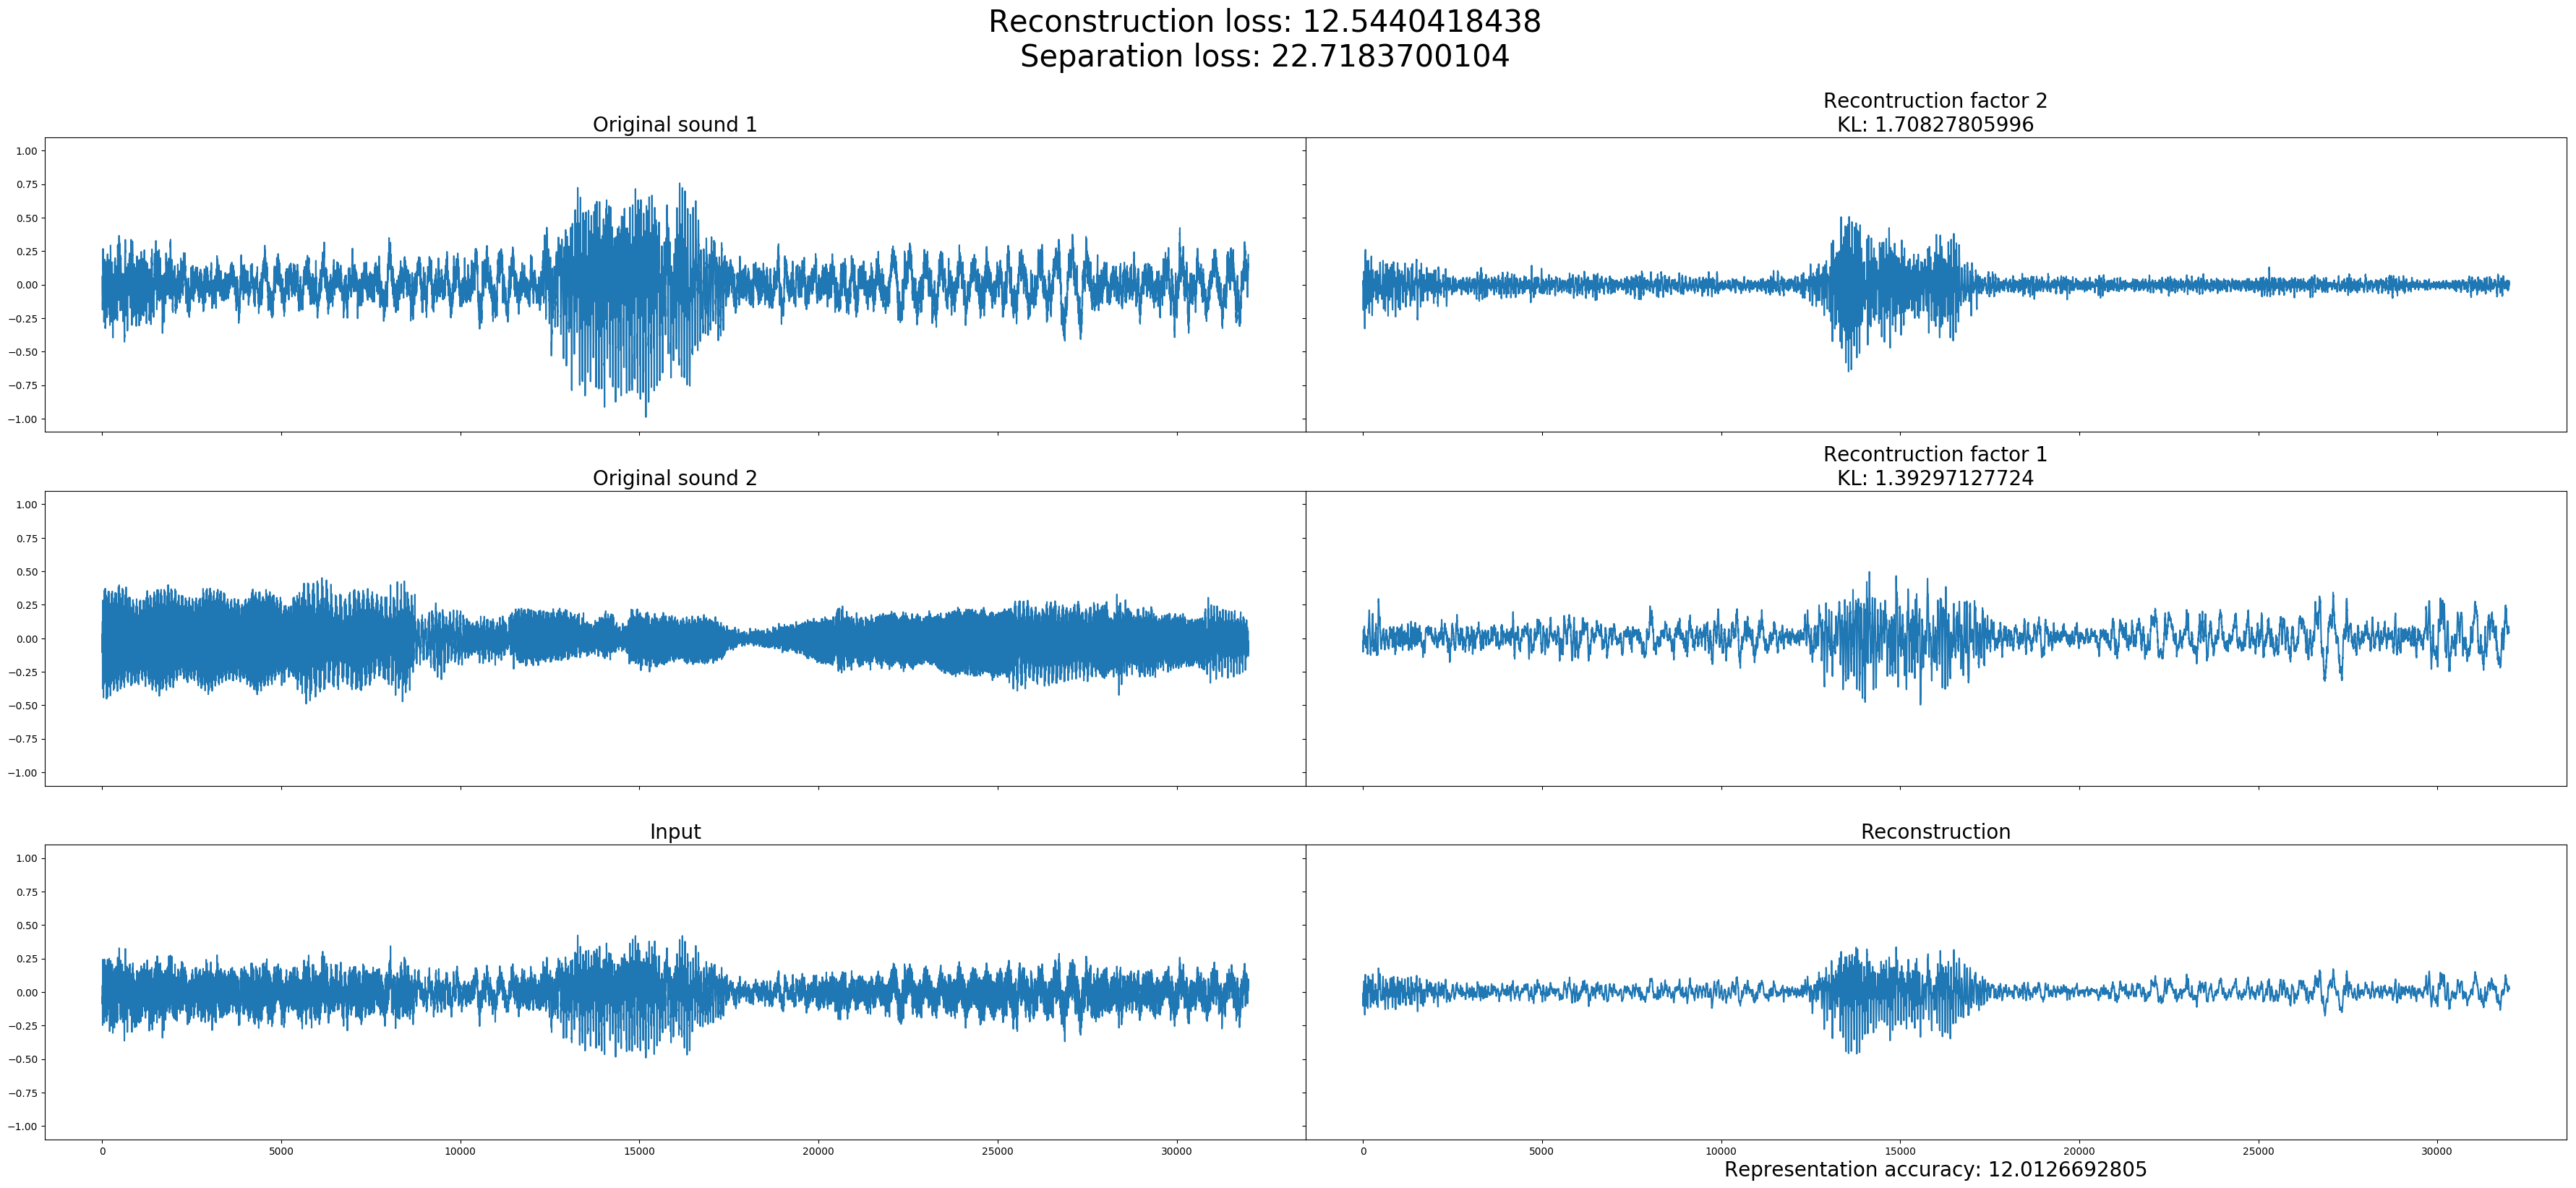 Reconstruction loss: 12.5440418438
Separation loss: 22.7183700104
Original sound 1
Recontruction factor 2
KL: 1.70827805996
1.00
0.75
0.50
0.25
0.00
−0.25
−0.50
−0.75
−1.00
Original sound 2
Recontruction factor 1
KL: 1.39297127724
1.00
0.75
0.50
0.25
0.00
−0.25
−0.50
−0.75
−1.00
Input
Reconstruction
1.00
0.75
0.50
0.25
0.00
−0.25
−0.50
−0.75
−1.00
0 5000 10000 15000 20000 25000 30000
0 5000 10000 15000 20000 25000 30000
Representation accuracy: 12.0126692805